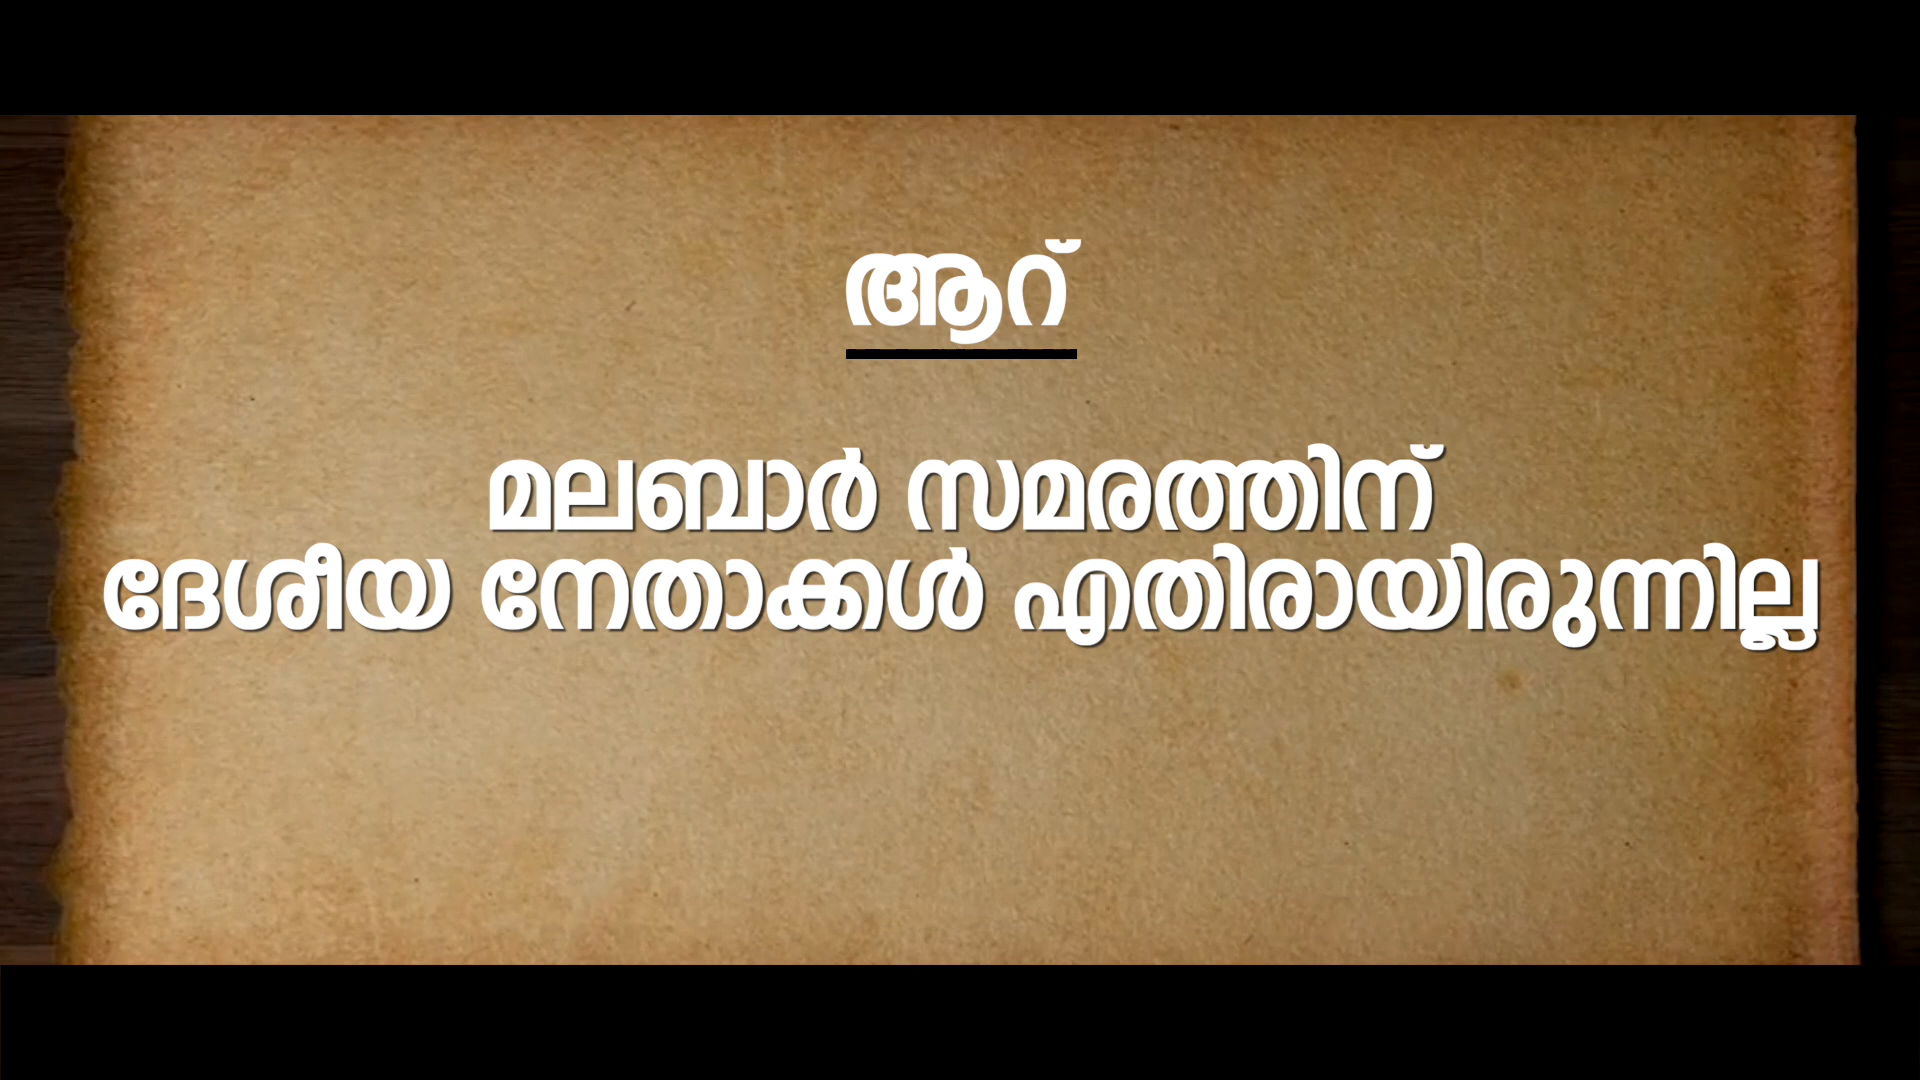 ആറ്
മലബാർ സമരത്തിന്
ദേശീയ നേതാക്കൾ എതിരായിരുന്നില്ല